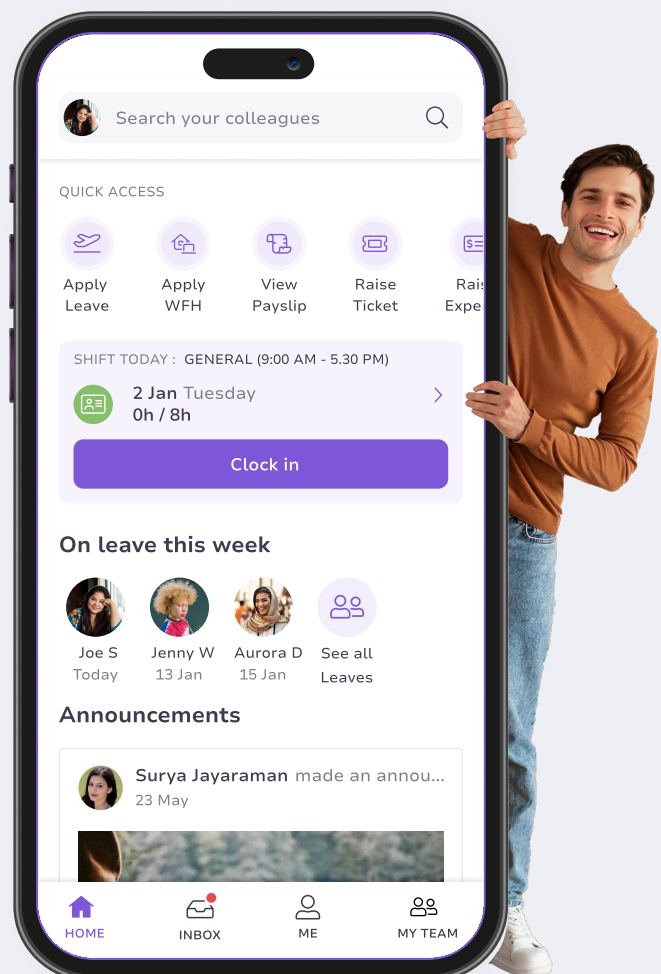 Search your colleagues
QUICK ACCESS
Apply Leave
Apply WFH
View Payslip
Raise Ticket
SHIFT TODAY : GENERAL (9:00 AM - 5.30 PM)
2 Jan Tuesday
0h / 8h
Clock in
On leave this week
Joe S
Today
Jenny W
13 Jan
Aurora D
15 Jan
See all
Leaves
Announcements
Surya Jayaraman made an annou...
23 May
HOME
INBOX
ME
MY TEAM